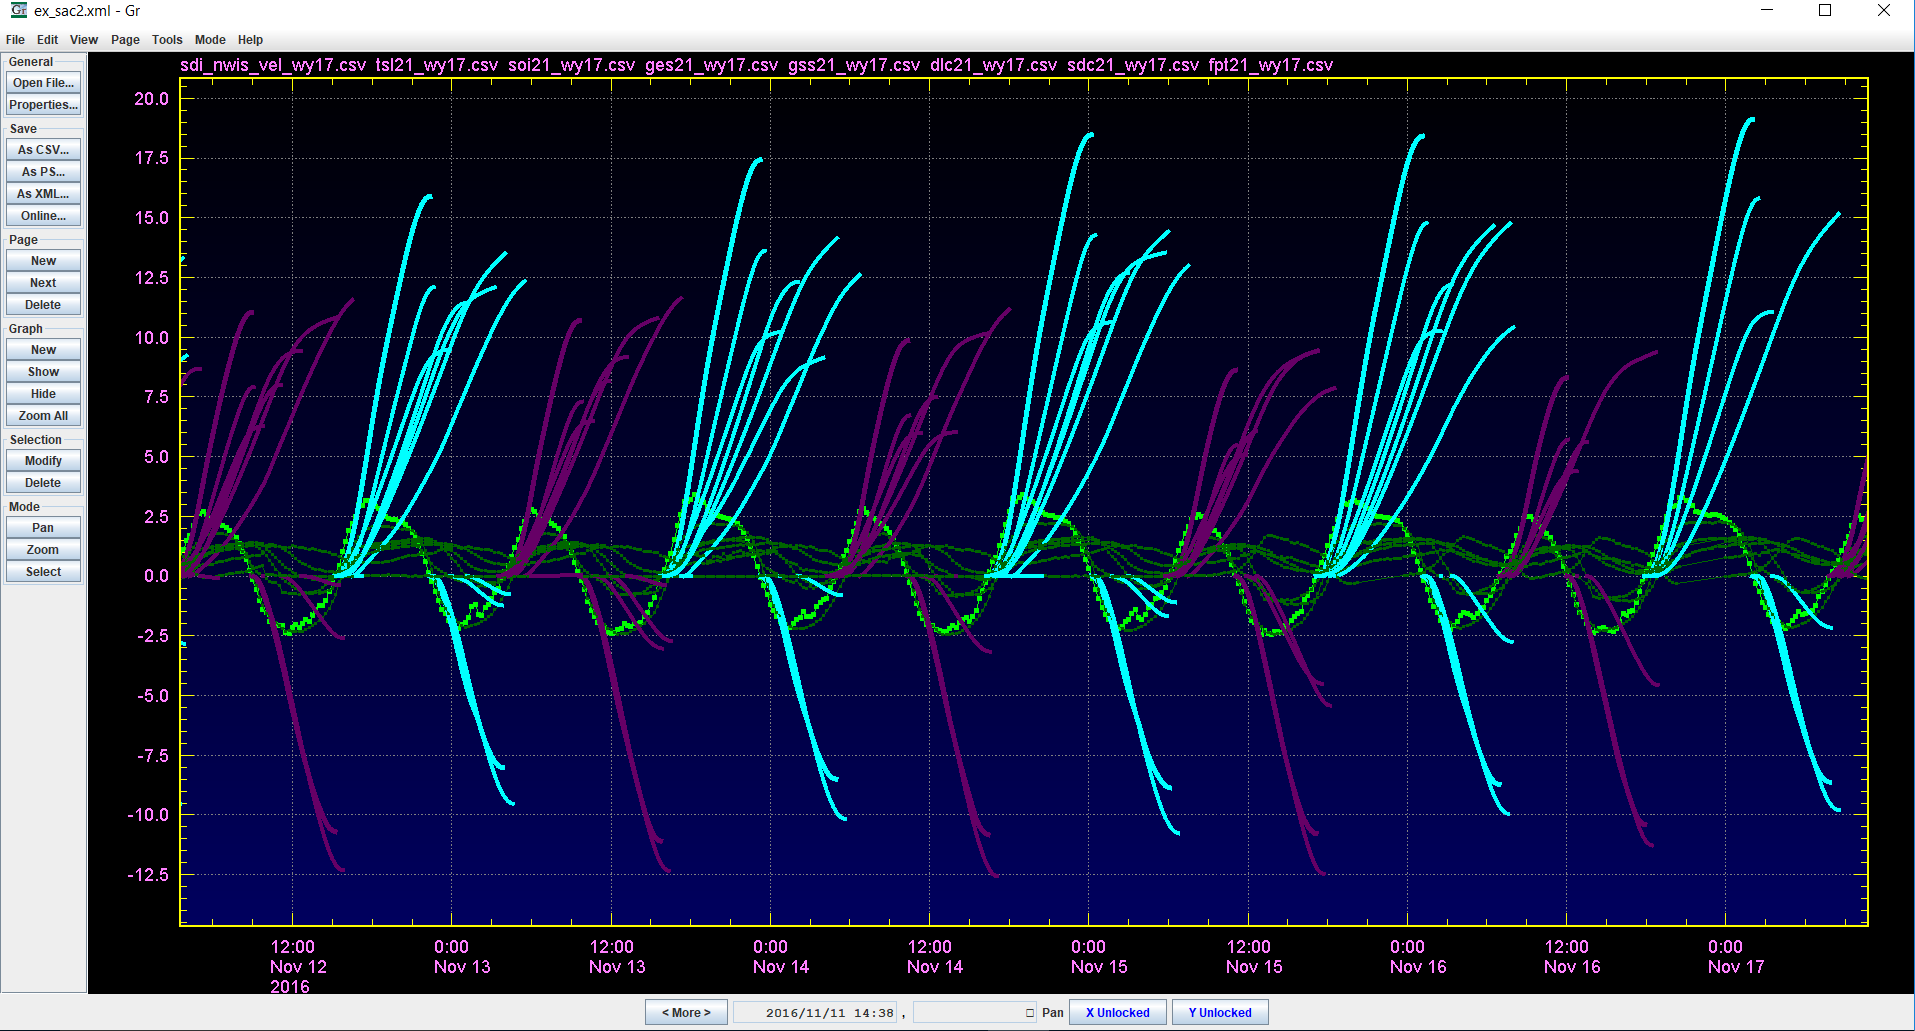 ex_sac2.xml - Gr
File Edit View Page Tools Mode Help
General
Open File...
Properties...
Save
As CSV...
As PS...
As XML...
Online...
Page
New
Next
Delete
Graph
New
Show
Hide
Zoom All
Selection
Modify
Delete
Mode
Pan
Zoom
Select
sdi_nwis_vel_wy17.csv tsl21_wy17.csv soi21_wy17.csv ges21_wy17.csv gss21_wy17.csv dlc21_wy17.csv sdc21_wy17.csv fpt21_wy17.csv
20.0
17.5
15.0
12.5
10.0
7.5
5.0
2.5
0.0
-2.5
-5.0
-7.5
-10.0
-12.5
12:00 0:00 12:00 0:00 12:00 0:00 12:00 0:00 12:00 0:00
Nov 12 Nov 13 Nov 13 Nov 14 Nov 14 Nov 15 Nov 15 Nov 16 Nov 16 Nov 17
2016
< More > 2016/11/11 14:38 , Pan X Unlocked Y Unlocked